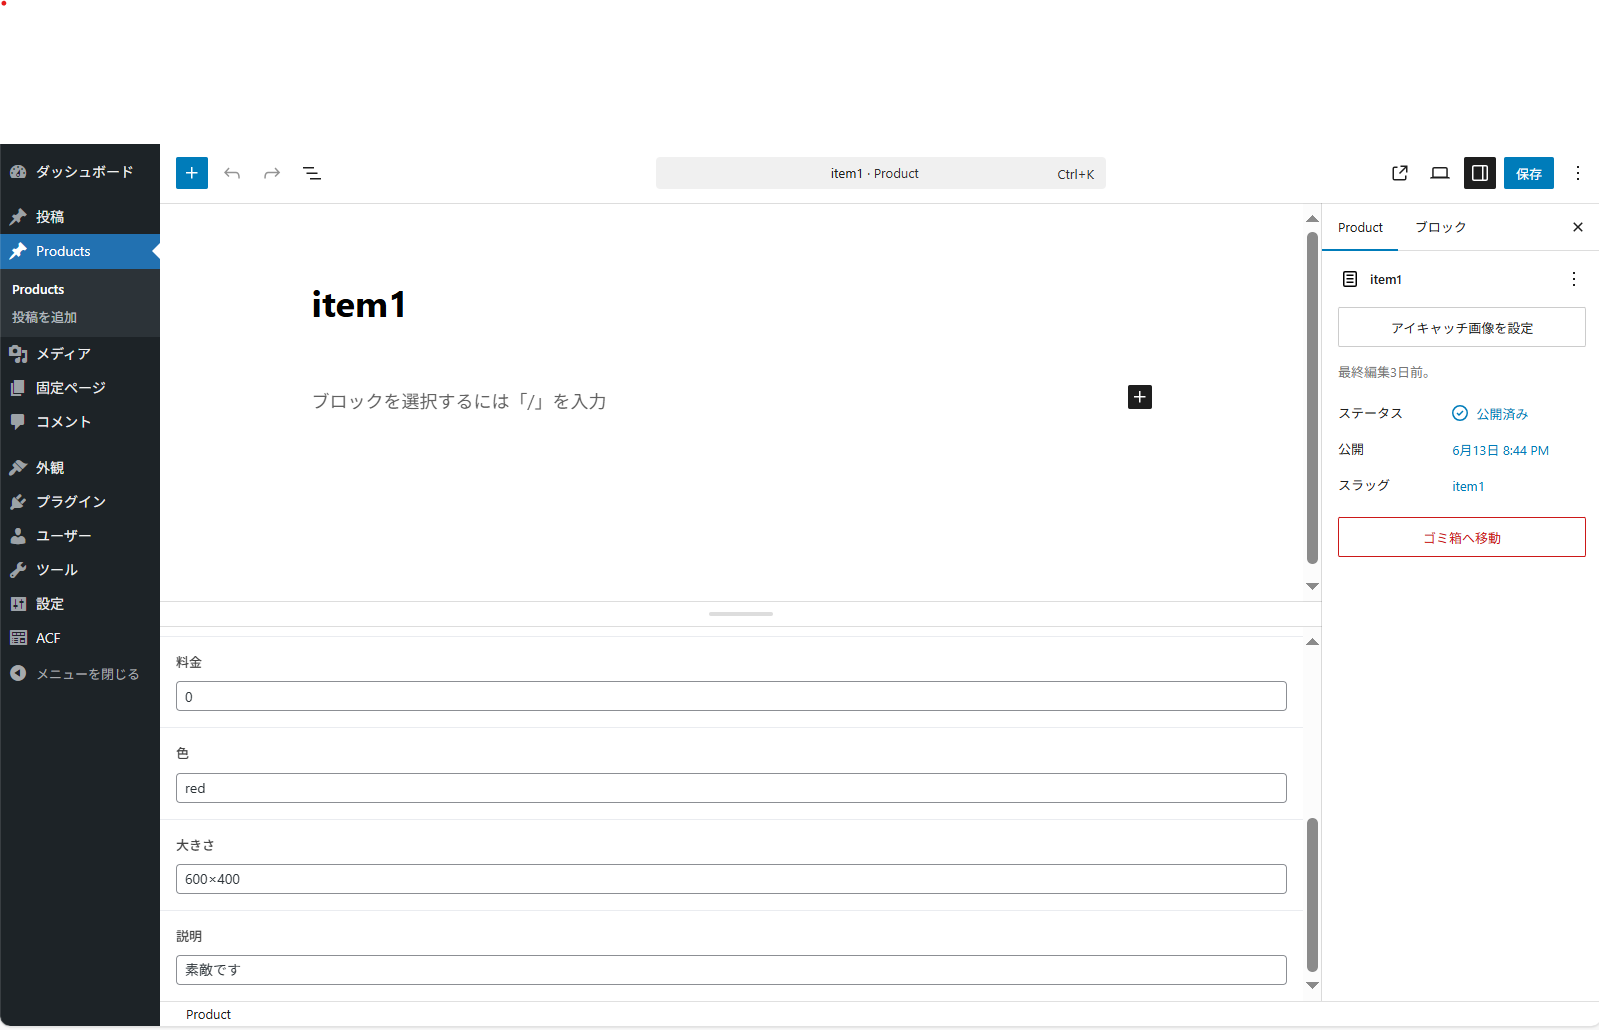 ダッシュボード
投稿
Products
Products
投稿を追加
メディア
固定ページ
コメント
外観
プラグイン
ユーザー
ツール
設定
ACF
メニューを閉じる
item1 · Product Ctrl+K
保存
item1
ブロックを選択するには「/」を入力
料金
0
色
red
大きさ
600×400
説明
素敵です
Product
Product ブロック
item1
アイキャッチ画像を設定
最終編集3日前。
ステータス 公開済み
公開 6月13日 8:44 PM
スラッグ item1
ゴミ箱へ移動